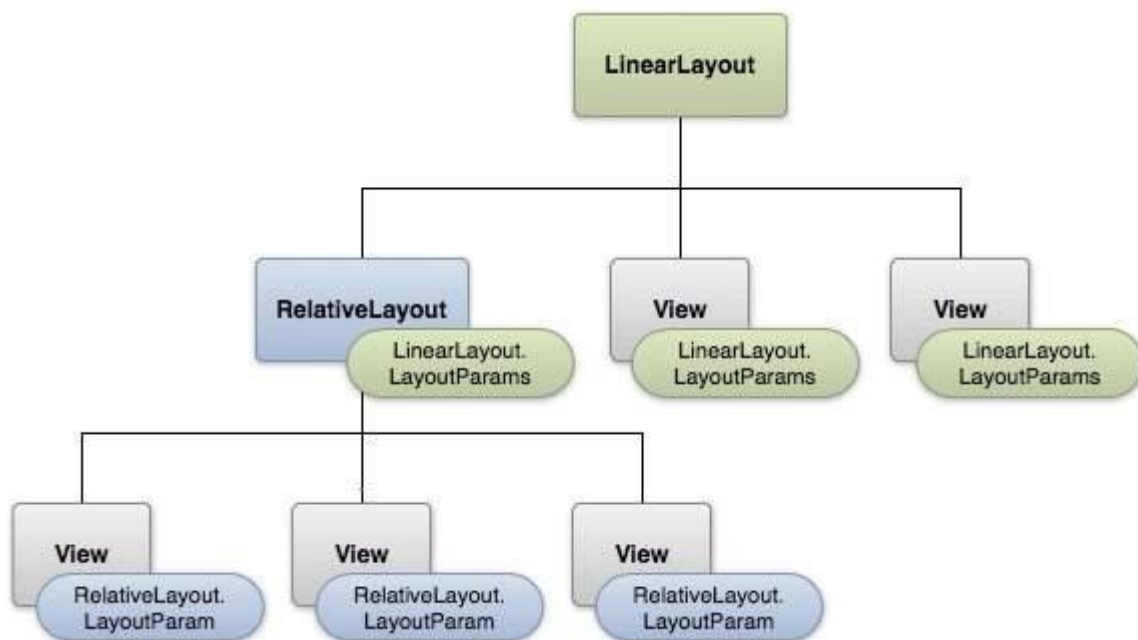 LinearLayout
RelativeLayout
LinearLayout.
LayoutParams
View
LinearLayout.
LayoutParams
View
LinearLayout.
LayoutParams
View
RelativeLayout.
LayoutParam
View
RelativeLayout.
LayoutParam
View
RelativeLayout.
LayoutParam